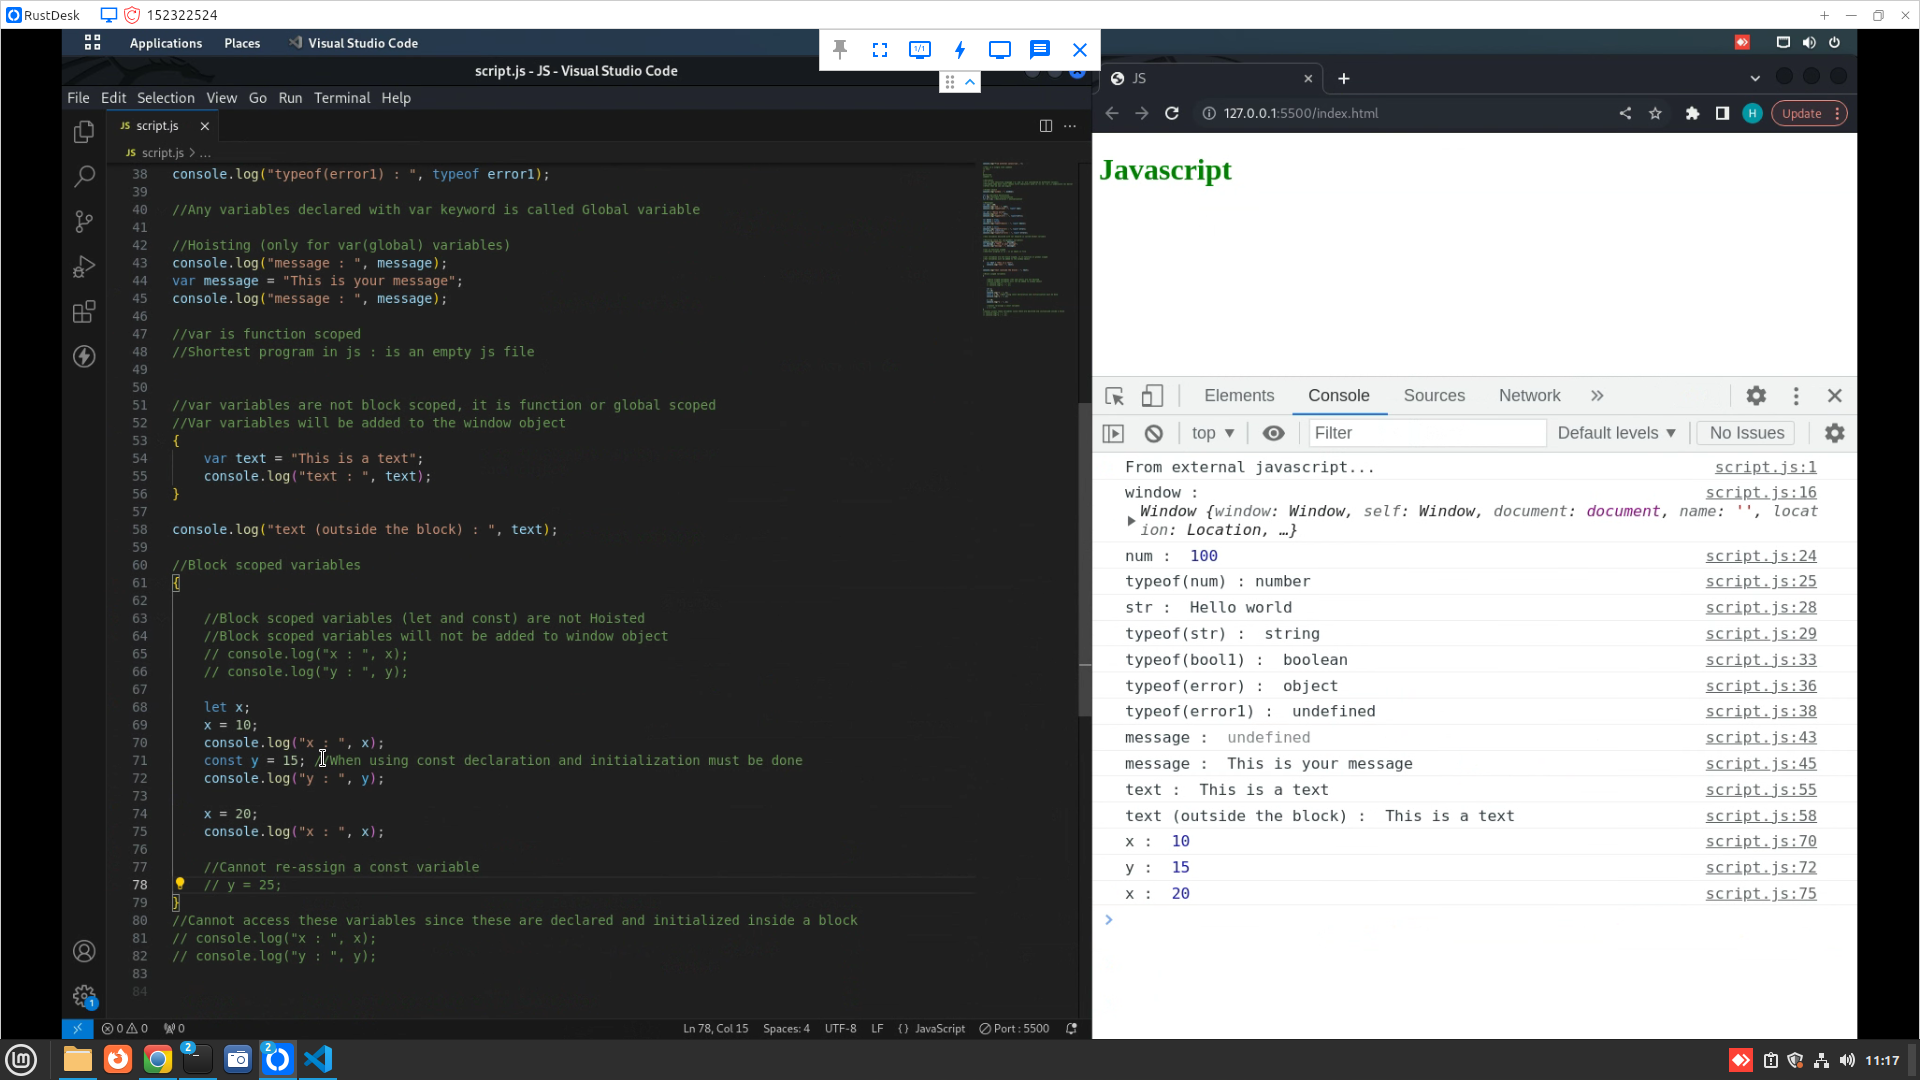 RustDesk 152322524
Applications Places Visual Studio Code
1/1
script.js - JS - Visual Studio Code
File Edit Selection View Go Run Terminal Help
JS script.js
JS script.js > ...
38 console.log("typeof(error1) : ", typeof error1);
39
40 //Any variables declared with var keyword is called Global variable
41
42 //Hoisting (only for var(global) variables)
43 console.log("message : ", message);
44 var message = "This is your message";
45 console.log("message : ", message);
46
47 //var is function scoped
48 //Shortest program in js : is an empty js file
49
50
51 //var variables are not block scoped, it is function or global scoped
52 //Var variables will be added to the window object
53 {
54 var text = "This is a text";
55 console.log("text : ", text);
56 }
57
58 console.log("text (outside the block) : ", text);
59
60 //Block scoped variables
61 {
62
63 //Block scoped variables (let and const) are not Hoisted
64 //Block scoped variables will not be added to window object
65 // console.log("x : ", x);
66 // console.log("y : ", y);
67
68 let x;
69 x = 10;
70 console.log("x : ", x);
71 const y = 15; //When using const declaration and initialization must be done
72 console.log("y : ", y);
73
74 x = 20;
75 console.log("x : ", x);
76
77 //Cannot re-assign a const variable
78 // y = 25;
79 }
80 //Cannot access these variables since these are declared and initialized inside a block
81 // console.log("x : ", x);
82 // console.log("y : ", y);
83
84
1
0 0 0 Ln 78, Col 15 Spaces: 4 UTF-8 LF {} JavaScript Port : 5500
JS
127.0.0.1:5500/index.html H Update
Javascript
Elements Console Sources Network »
top ▼ Filter Default levels ▼ No Issues
From external javascript... script.js:1
window : script.js:16
Window {window: Window, self: Window, document: document, name: '', locat
ion: Location, …}
num : 100 script.js:24
typeof(num) : number script.js:25
str : Hello world script.js:28
typeof(str) : string script.js:29
typeof(bool1) : boolean script.js:33
typeof(error) : object script.js:36
typeof(error1) : undefined script.js:38
message : undefined script.js:43
message : This is your message script.js:45
text : This is a text script.js:55
text (outside the block) : This is a text script.js:58
x : 10 script.js:70
y : 15 script.js:72
x : 20 script.js:75
>
2 2 11:17